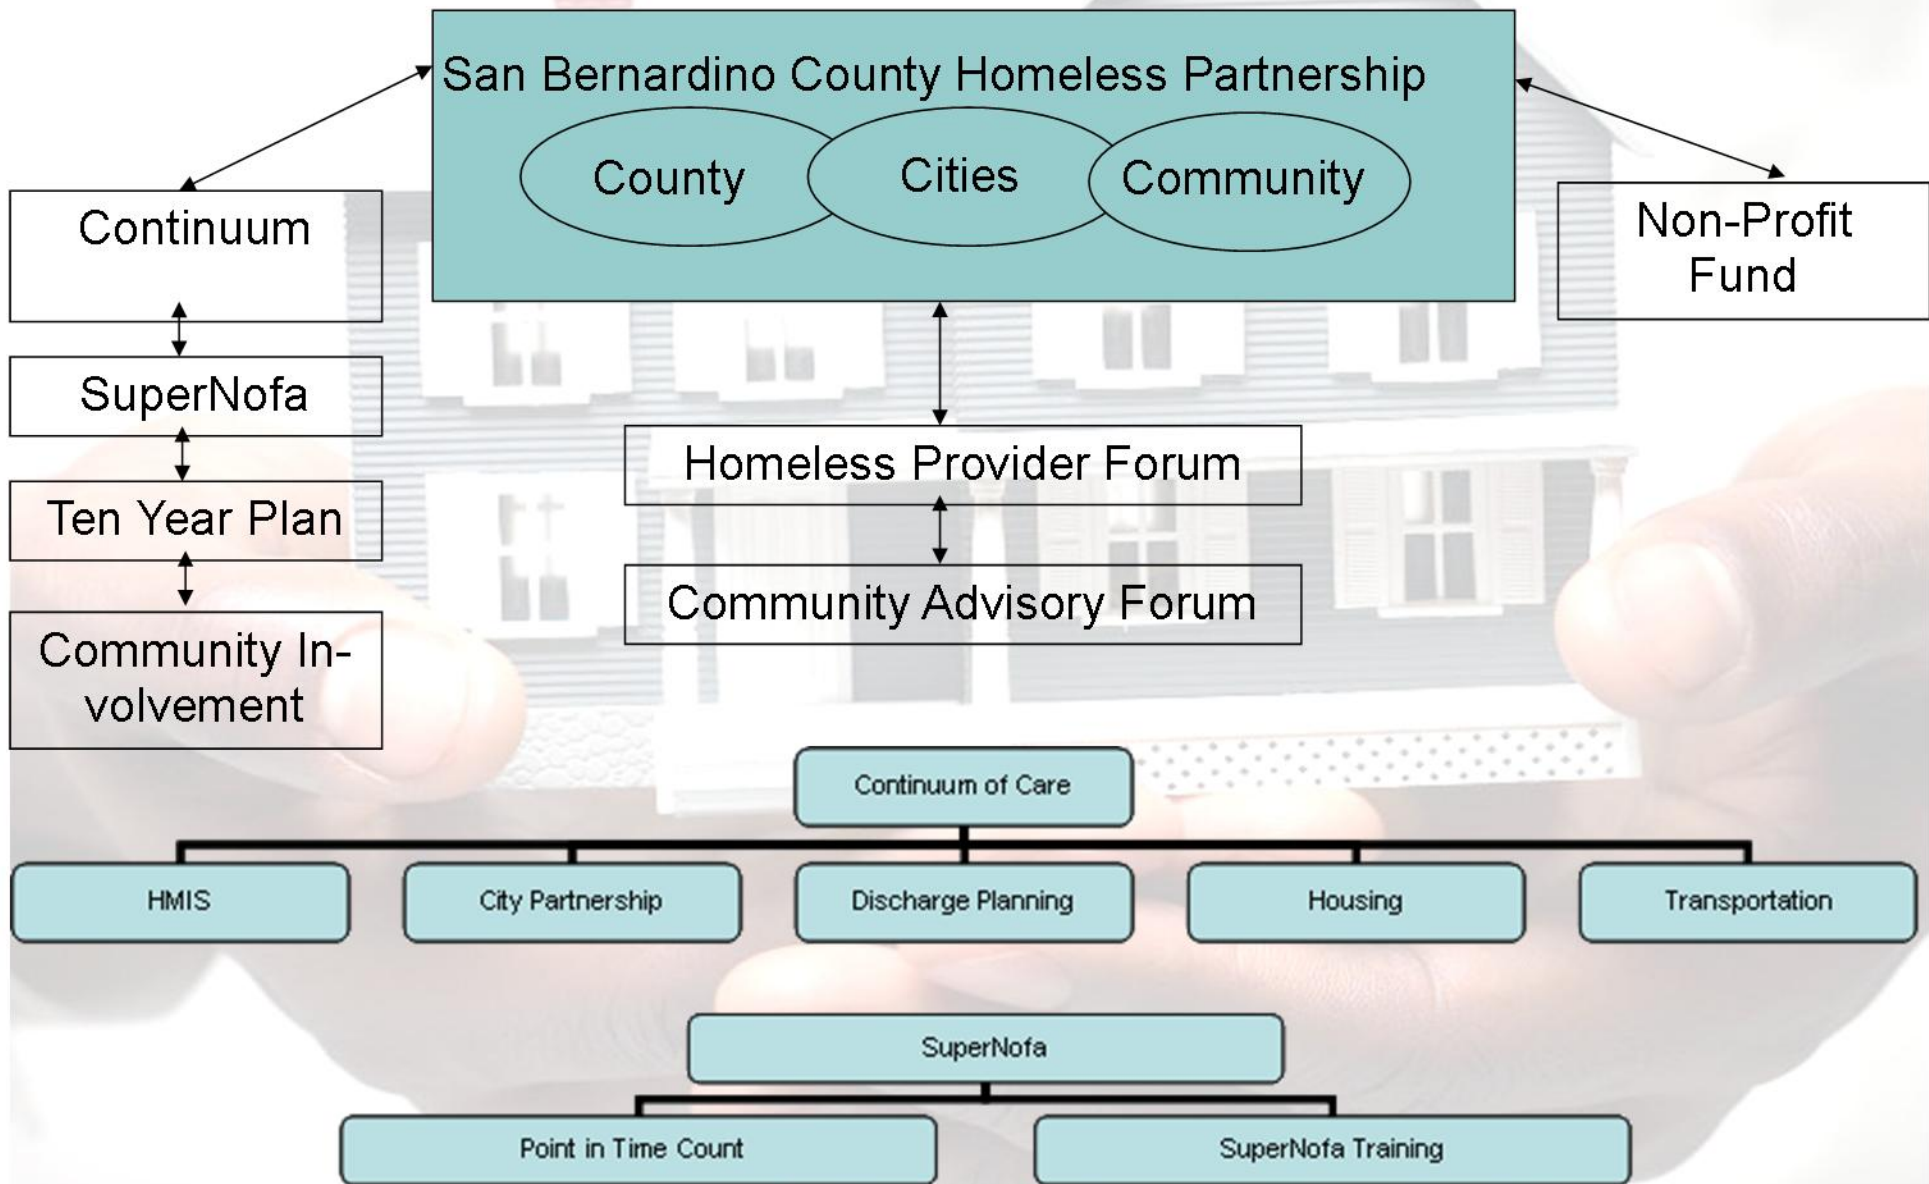 San Bernardino County Homeless Partnership
County
Cities
Community
Continuum
Non-Profit
Fund
SuperNofa
Ten Year Plan
Community In-
volvement
Homeless Provider Forum
Community Advisory Forum
Continuum of Care
HMIS
City Partnership
Discharge Planning
Housing
Transportation
SuperNofa
Point in Time Count
SuperNofa Training